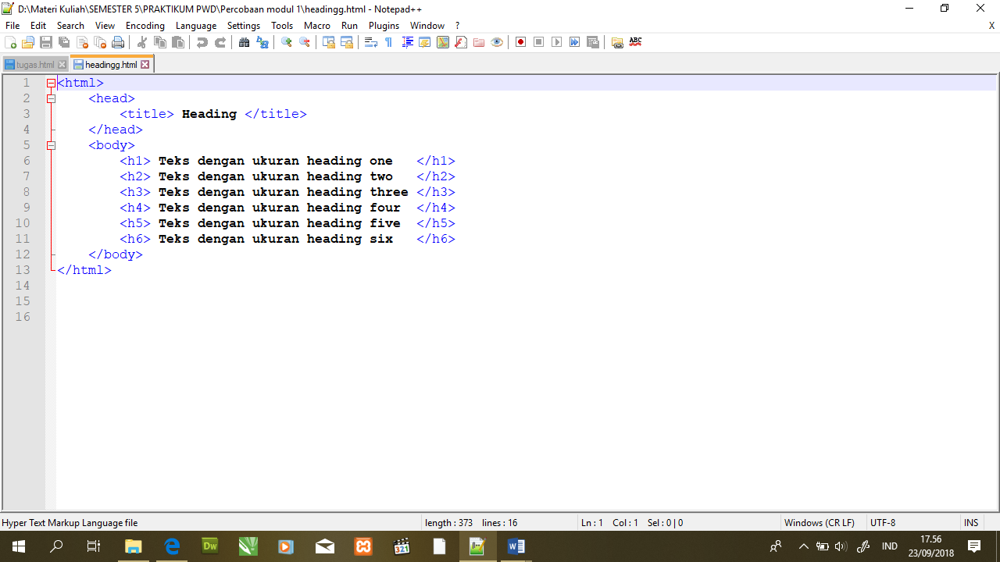 D:\Materi Kuliah\SEMESTER 5\PRAKTIKUM PWD\Percobaan modul 1\headingg.html - Notepad++
File Edit Search View Encoding Language Settings Tools Macro Run Plugins Window ? X
ABC
tugas.html headingg.html
1 <html>
2 <head>
3 <title> Heading </title>
4 </head>
5 <body>
6 <h1> Teks dengan ukuran heading one </h1>
7 <h2> Teks dengan ukuran heading two </h2>
8 <h3> Teks dengan ukuran heading three </h3>
9 <h4> Teks dengan ukuran heading four </h4>
10 <h5> Teks dengan ukuran heading five </h5>
11 <h6> Teks dengan ukuran heading six </h6>
12 </body>
13 </html>
14
15
16
Hyper Text Markup Language file length : 373 lines : 16 Ln : 1 Col : 1 Sel : 0 | 0 Windows (CR LF) UTF-8 INS
Dw 321 IND 17.56
23/09/2018